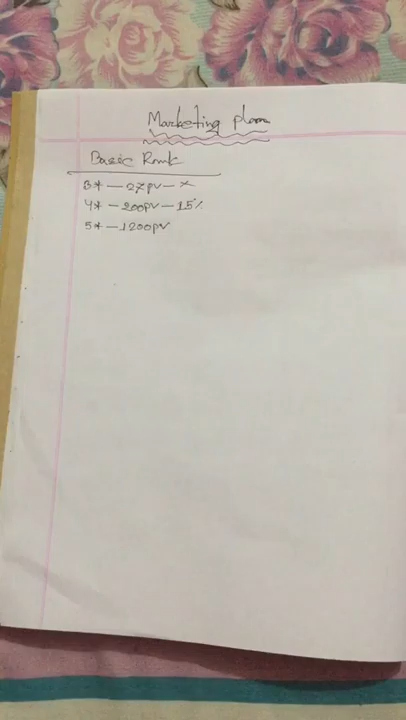 Marketing plan
Basic Rank
3* — 27pv — ×
4* — 200pv — 15%
5* — 1200pv